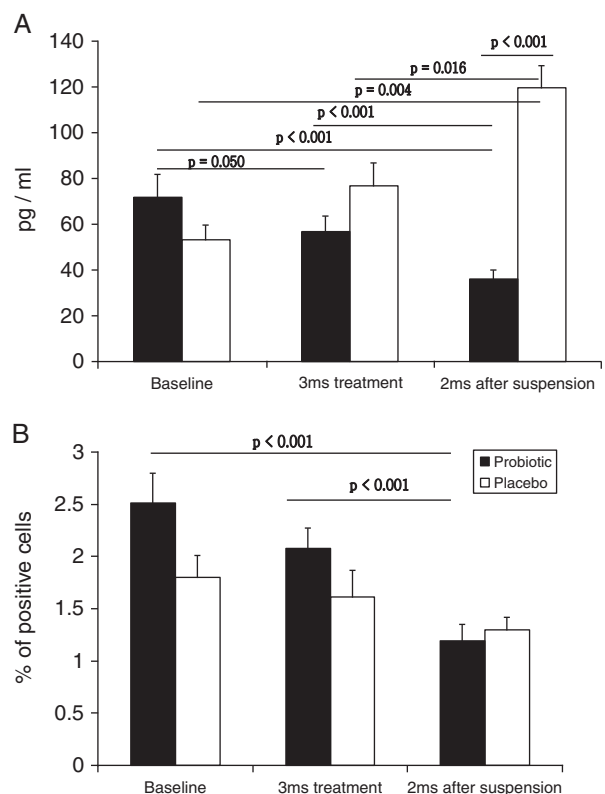 A
140
120
100
80
60
40
20
0
pg / ml
p < 0.001
p = 0.016
p = 0.004
p < 0.001
p < 0.001
p = 0.050
Baseline
3ms treatment
2ms after suspension
B
3
2.5
2
1.5
1
0.5
0
% of positive cells
p < 0.001
p < 0.001
Probiotic
Placebo
Baseline
3ms treatment
2ms after suspension